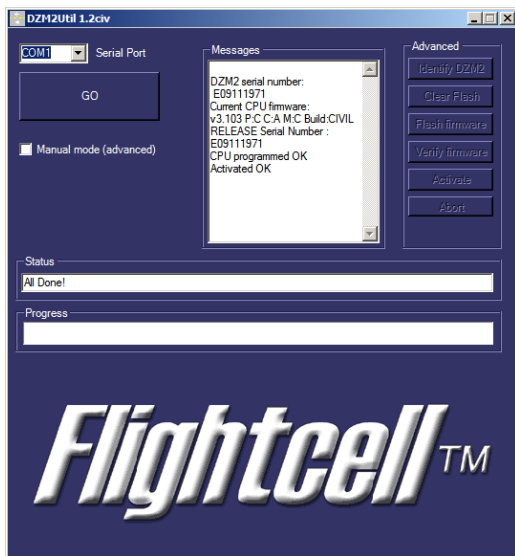 DZM2Util 1.2civ
COM1
Serial Port
GO
Manual mode (advanced)
Messages
DZM2 serial number:
E09111971
Current CPU firmware:
v3.103 P:C C:A M:C Build:CIVIL
RELEASE Serial Number :
E09111971
CPU programmed OK
Activated OK
Advanced
Identify DZM2
Clear Flash
Flash firmware
Verify firmware
Activate
Abort
Status
All Done!
Progress
Flightcell TM